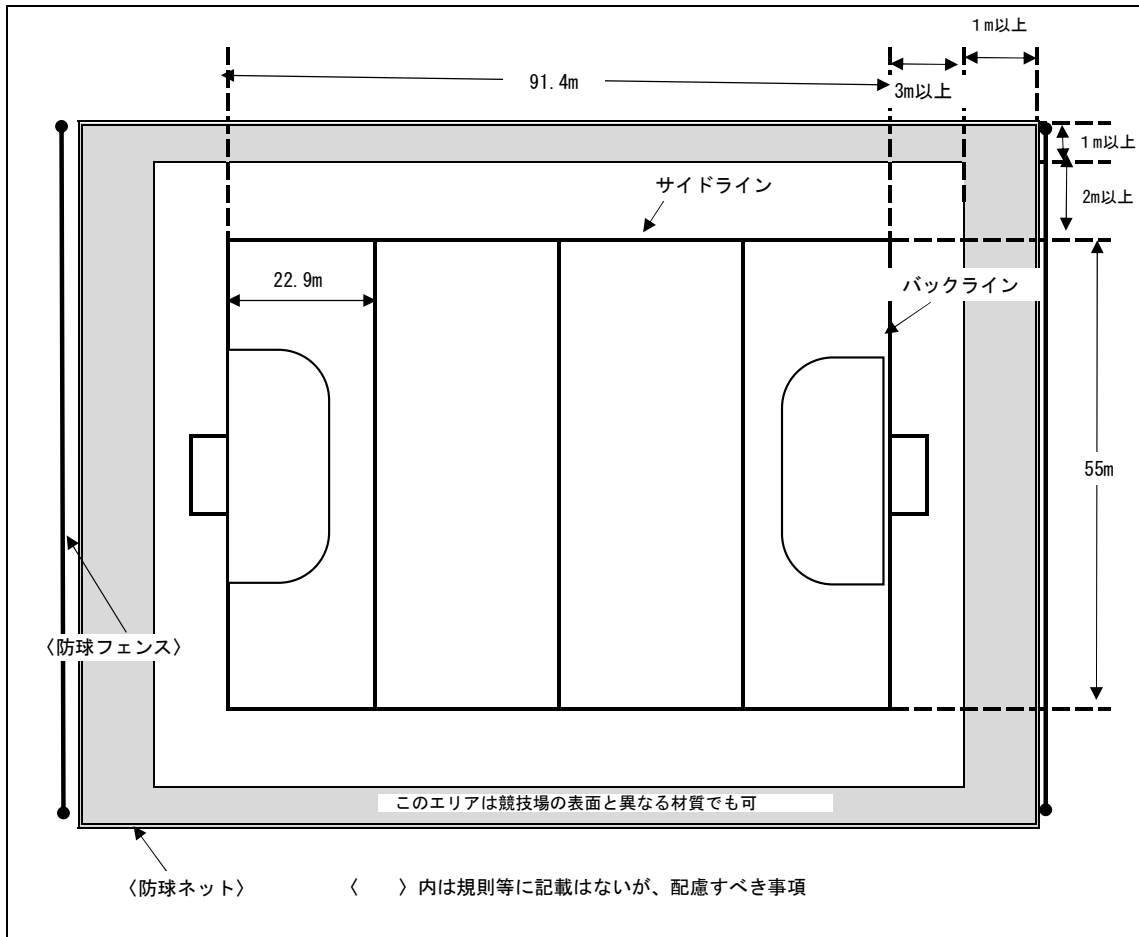 １ｍ以上
91.4m
3m以上
１ｍ以上
サイドライン
2m以上
22.9m
バックライン
55m
〈防球フェンス〉
このエリアは競技場の表面と異なる材質でも可
〈防球ネット〉
〈　　〉内は規則等に記載はないが、配慮すべき事項